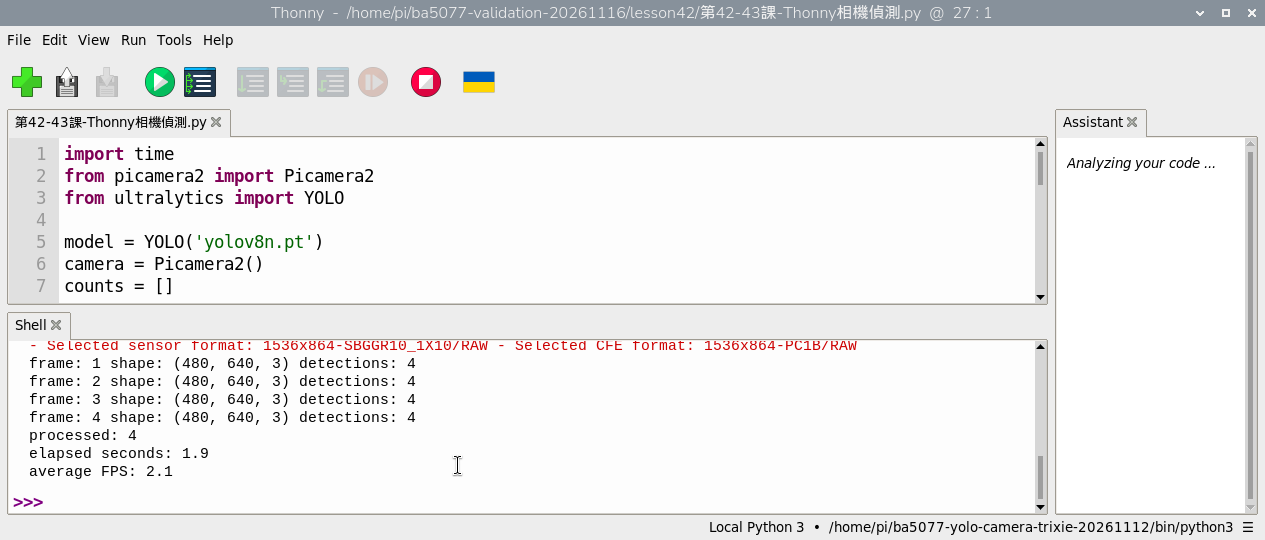 Thonny - /home/pi/ba5077-validation-20261116/lesson42/第42-43課-Thonny相機偵測.py @ 27 : 1
File Edit View Run Tools Help
第42-43課-Thonny相機偵測.py
1 import time
2 from picamera2 import Picamera2
3 from ultralytics import YOLO
4
5 model = YOLO('yolov8n.pt')
6 camera = Picamera2()
7 counts = []
Assistant
Analyzing your code ...
Shell
- Selected sensor format: 1536x864-SBGGR10_1X10/RAW - Selected CFE format: 1536x864-PC1B/RAW
frame: 1 shape: (480, 640, 3) detections: 4
frame: 2 shape: (480, 640, 3) detections: 4
frame: 3 shape: (480, 640, 3) detections: 4
frame: 4 shape: (480, 640, 3) detections: 4
processed: 4
elapsed seconds: 1.9
average FPS: 2.1
>>>
Local Python 3 • /home/pi/ba5077-yolo-camera-trixie-20261112/bin/python3 ☰